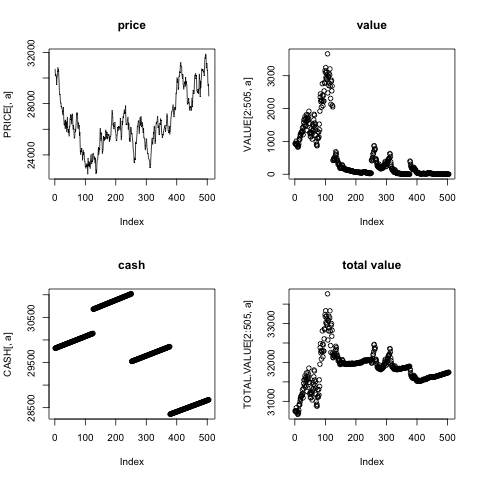 price
PRICE[, a]
24000 28000 32000
0 100 200 300 400 500
Index
value
VALUE[2:505, a]
0 1000 2000 3000
0 100 200 300 400 500
Index
cash
CASH[, a]
28500 29500 30500
0 100 200 300 400 500
Index
total value
TOTAL.VALUE[2:505, a]
31000 32000 33000
0 100 200 300 400 500
Index